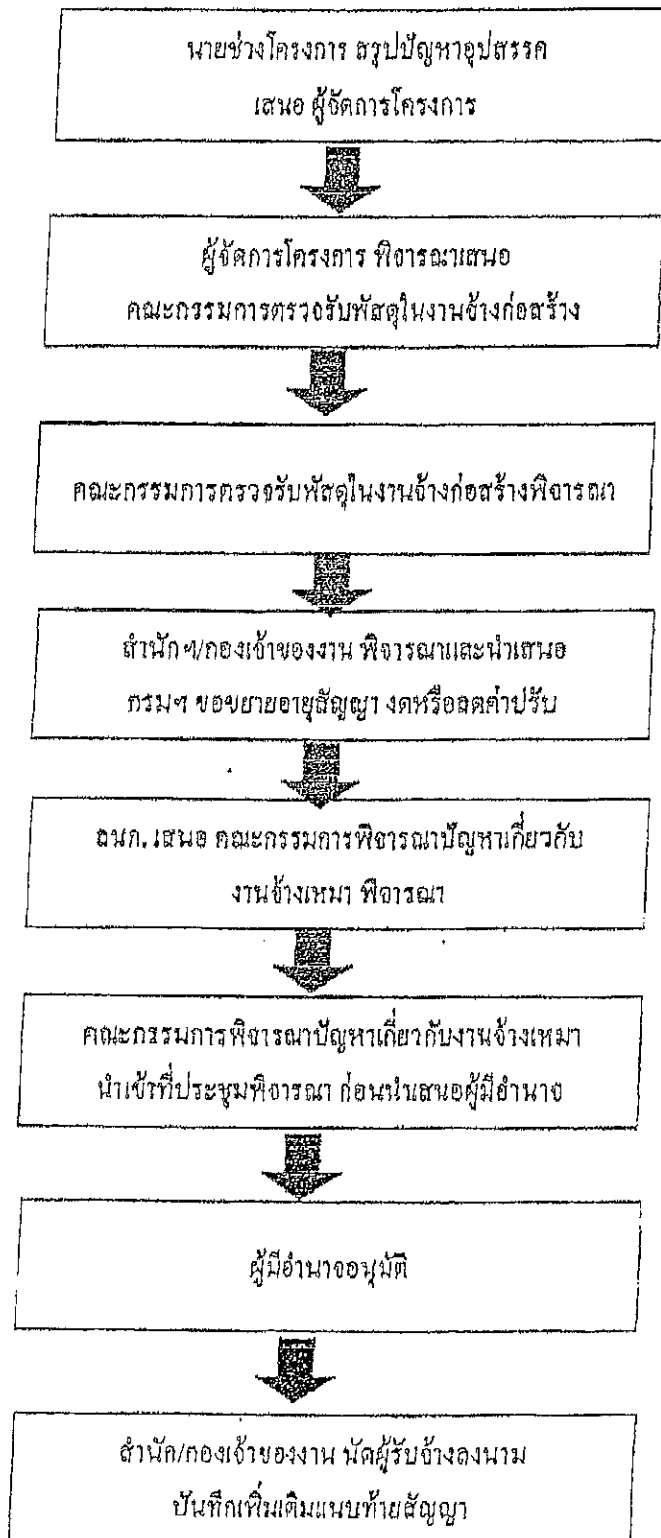 นายช่างโครงการ สรุปปัญหาอุปสรรค
เสนอ ผู้จัดการโครงการ
ผู้จัดการโครงการ พิจารณาเสนอ
คณะกรรมการตรวจรับพัสดุในงานจ้างก่อสร้าง
คณะกรรมการตรวจรับพัสดุในงานจ้างก่อสร้างพิจารณา
สำนักฯ/กองเจ้าของงาน พิจารณาและนำเสนอ
กรมฯ ขอขยายอายุสัญญา งดหรือลดค่าปรับ
เสนอ คณะกรรมการพิจารณาปัญหาเกี่ยวกับ
งานจ้างเหมา พิจารณา
คณะกรรมการพิจารณาปัญหาเกี่ยวกับงานจ้างเหมา
นำเข้าที่ประชุมพิจารณา ก่อนนำเสนอผู้มีอำนาจ
ผู้มีอำนาจอนุมัติ
สำนัก/กองเจ้าของงาน นัดผู้รับจ้างลงนาม
บันทึกเพิ่มเติมแนบท้ายสัญญา